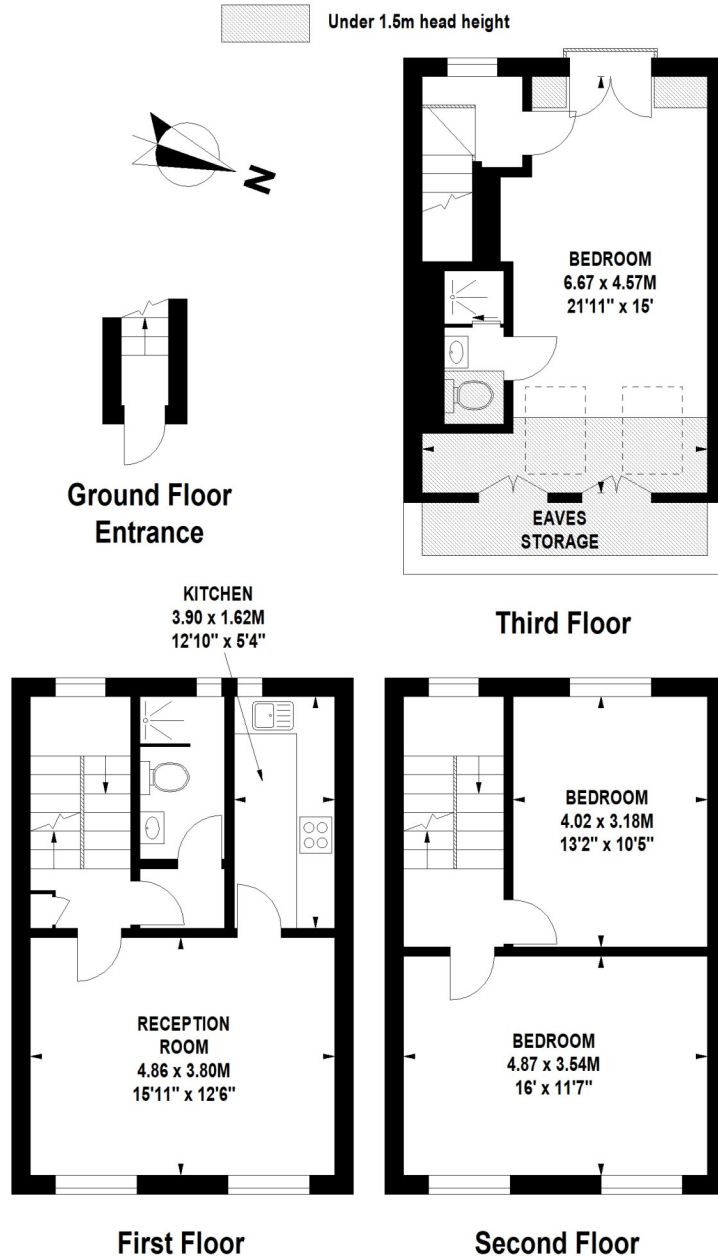 Under 1.5m head height
N
Ground Floor
Entrance
BEDROOM
6.67 x 4.57M
21'11" x 15'
EAVES
STORAGE
Third Floor
KITCHEN
3.90 x 1.62M
12'10" x 5'4"
RECEPTION
ROOM
4.86 x 3.80M
15'11" x 12'6"
First Floor
BEDROOM
4.02 x 3.18M
13'2" x 10'5"
BEDROOM
4.87 x 3.54M
16' x 11'7"
Second Floor